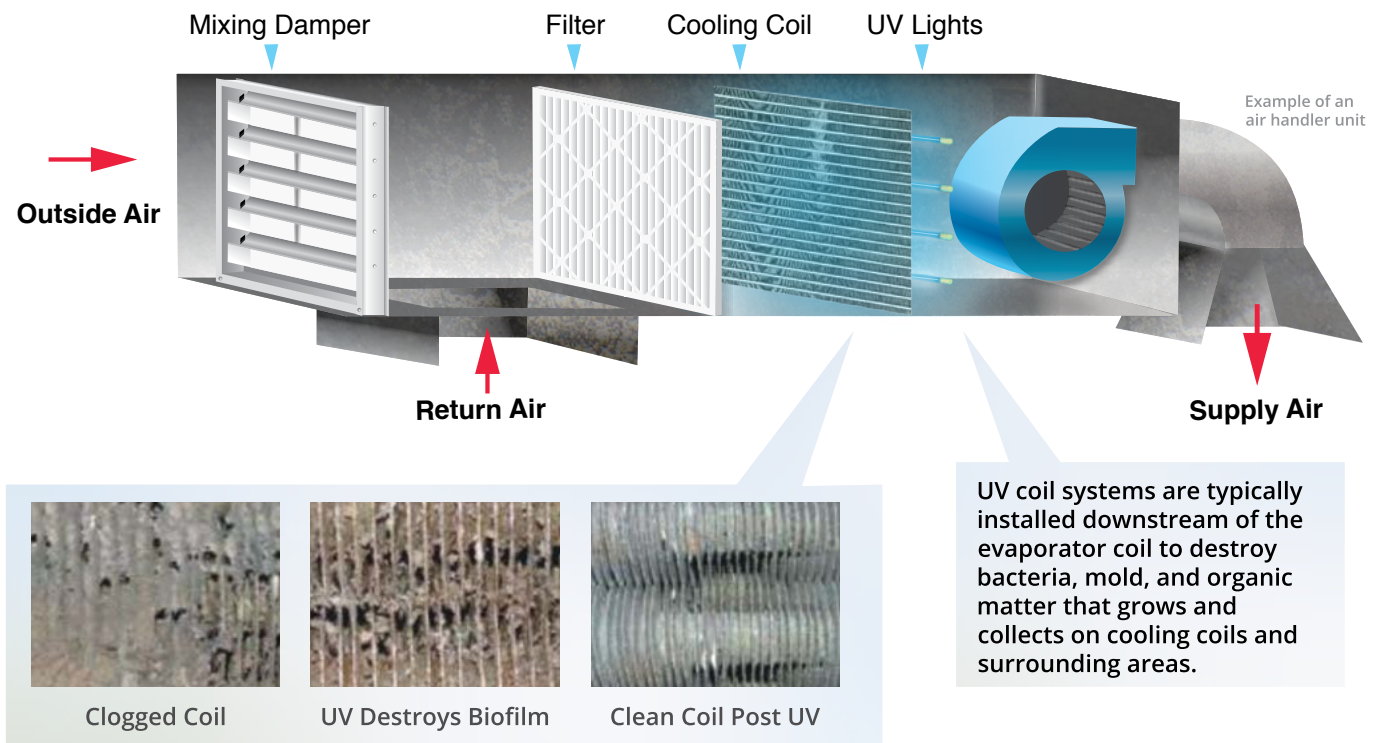 Mixing Damper
Filter
Cooling Coil
UV Lights
Example of an
air handler unit
Outside Air
Return Air
Supply Air
UV coil systems are typically
installed downstream of the
evaporator coil to destroy
bacteria, mold, and organic
matter that grows and
collects on cooling coils and
surrounding areas.
Clogged Coil
UV Destroys Biofilm
Clean Coil Post UV